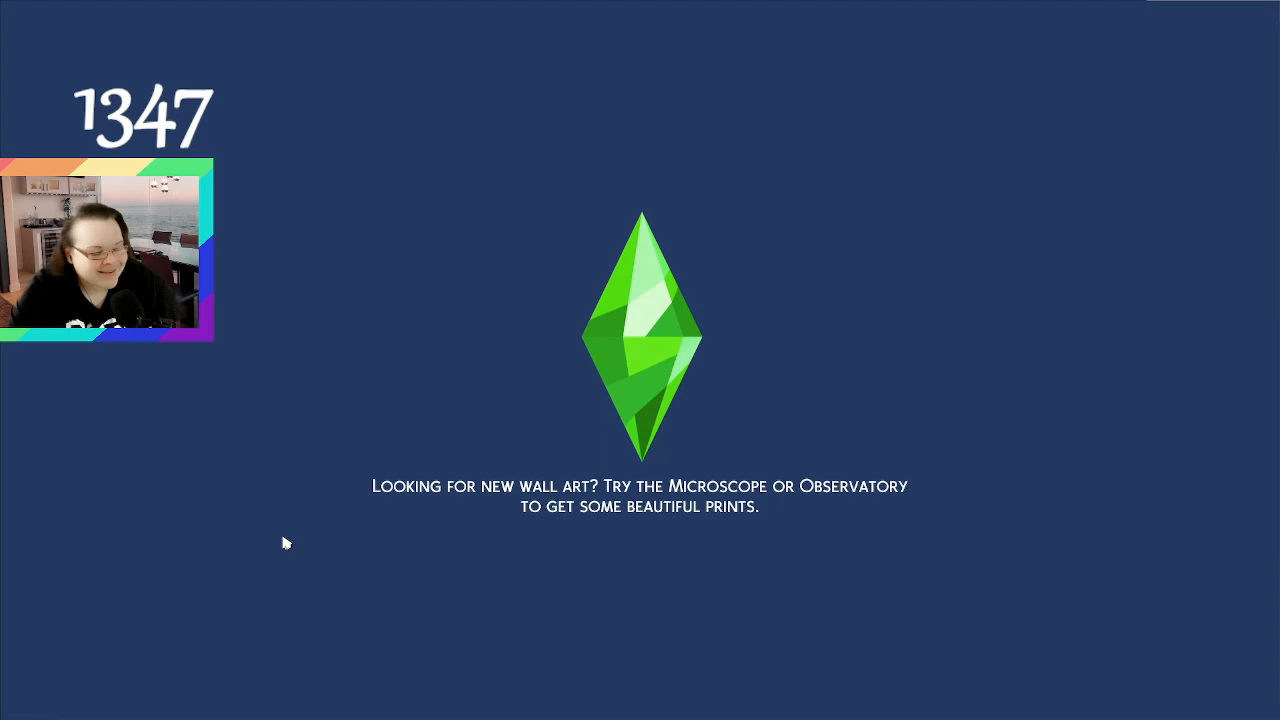 1347
Looking for new wall art? Try the Microscope or Observatory
to get some beautiful prints.